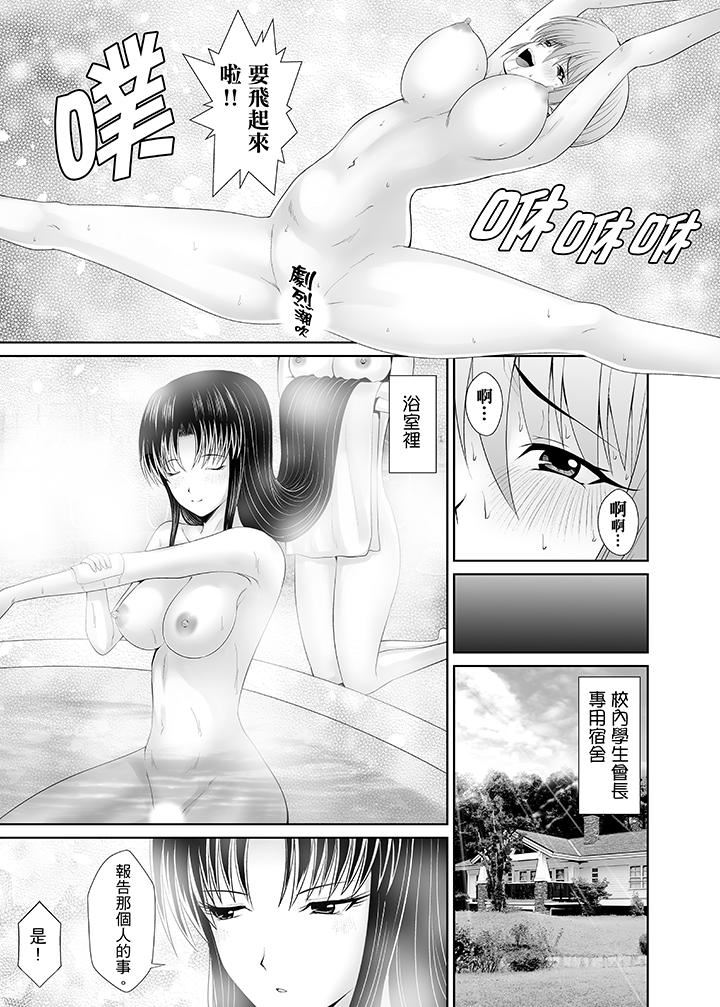 要飛起來
啦!!
噗
咻咻咻
劇烈潮吹
啊…
啊啊…
浴室裡
校內學生會長
專用宿舍
報告那個人的事。
是！